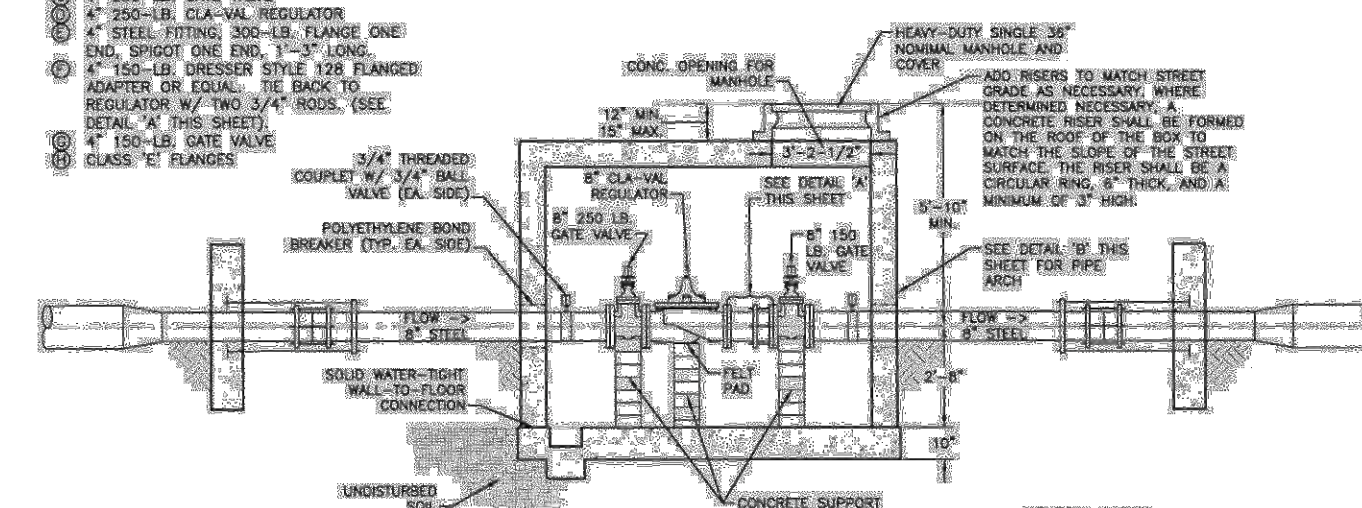 4" 250-LB. CLA-VAL REGULATOR
E 4" STEEL FITTING, 300-LB. FLANGE ONE
END, SPIGOT ONE END, 1'-3" LONG.
F 4" 150-LB. DRESSER STYLE 128 FLANGED
ADAPTER OR EQUAL. TIE BACK TO
REGULATOR W/ TWO 3/4" RODS. (SEE
DETAIL "A" THIS SHEET)
G 4" 150-LB. GATE VALVE
H CLASS "E" FLANGES
3/4" THREADED
COUPLET W/ 3/4" BALL
VALVE (EA. SIDE)
POLYETHYLENE BOND
BREAKER (TYP. EA. SIDE)
CONC. OPENING FOR
MANHOLE
12" MIN.
15" MAX.
HEAVY-DUTY SINGLE 36"
NOMIMAL MANHOLE AND
COVER
ADD RISERS TO MATCH STREET
GRADE AS NECESSARY. WHERE
DETERMINED NECESSARY, A
CONCRETE RISER SHALL BE FORMED
ON THE ROOF OF THE BOX TO
MATCH THE SLOPE OF THE STREET
SURFACE. THE RISER SHALL BE A
CIRCULAR RING, 6" THICK, AND A
MINIMUM OF 3" HIGH.
3'-2-1/2"
8" CLA-VAL
REGULATOR
SEE DETAIL 'A'
THIS SHEET
8" 250 LB.
GATE VALVE
8" 150
LB. GATE
VALVE
5'-10"
MIN.
SEE DETAIL 'B' THIS
SHEET FOR PIPE
ARCH
FLOW ->
8" STEEL
FLOW ->
8" STEEL
SOLID WATER-TIGHT
WALL-TO-FLOOR
CONNECTION
FELT
PAD
2'-8"
10"
UNDISTURBED
SOIL
CONCRETE SUPPORT